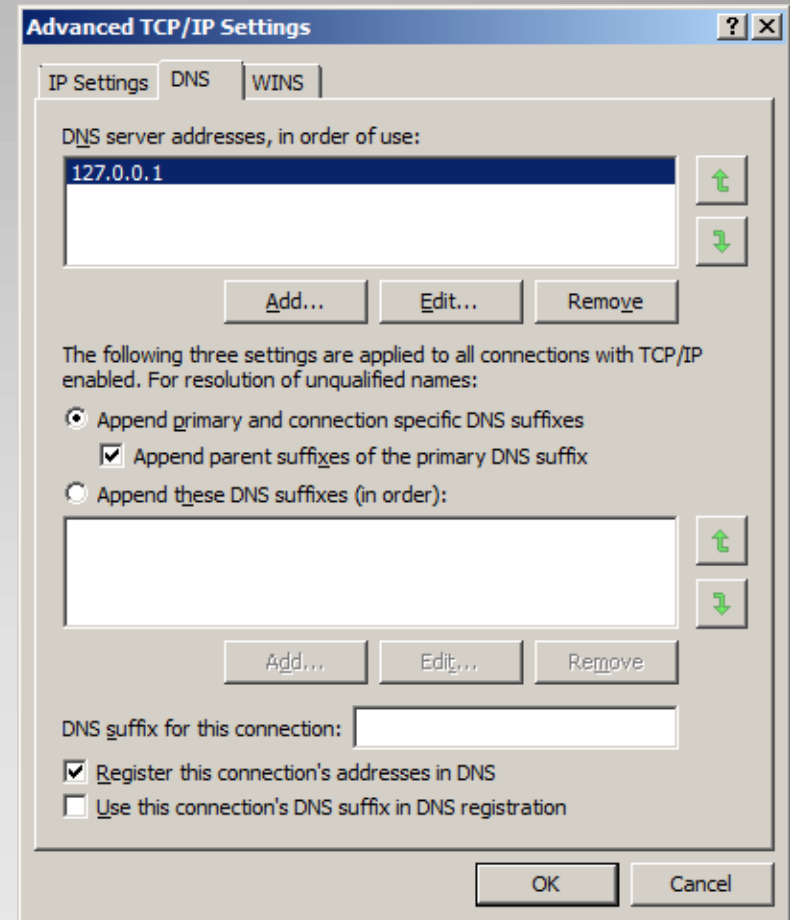 Advanced TCP/IP Settings
IP Settings DNS WINS
DNS server addresses, in order of use:
127.0.0.1
Add... Edit... Remove
The following three settings are applied to all connections with TCP/IP
enabled. For resolution of unqualified names:
Append primary and connection specific DNS suffixes
Append parent suffixes of the primary DNS suffix
Append these DNS suffixes (in order):
Add... Edit... Remove
DNS suffix for this connection:
Register this connection's addresses in DNS
Use this connection's DNS suffix in DNS registration
OK Cancel